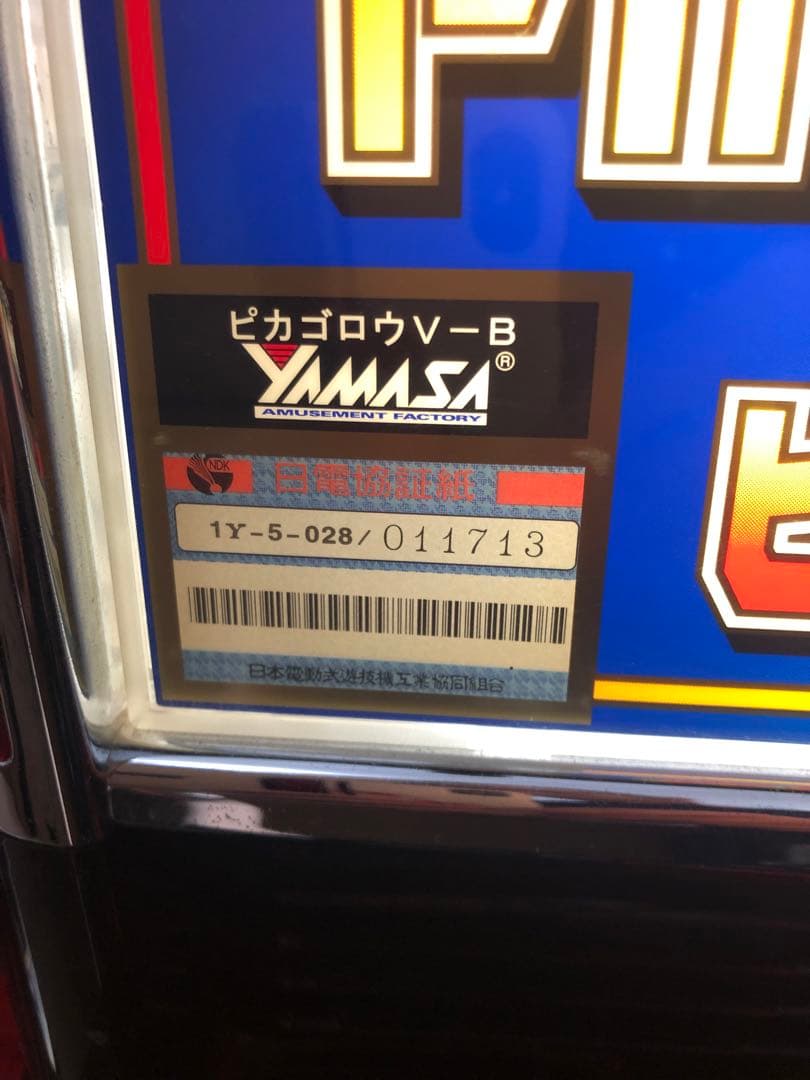 ピカゴロウV-B
YAMASA®
AMUSEMENT FACTORY
NDK
日電協証紙
1Y-5-028/011713
日本電動式遊技機工業協同組合